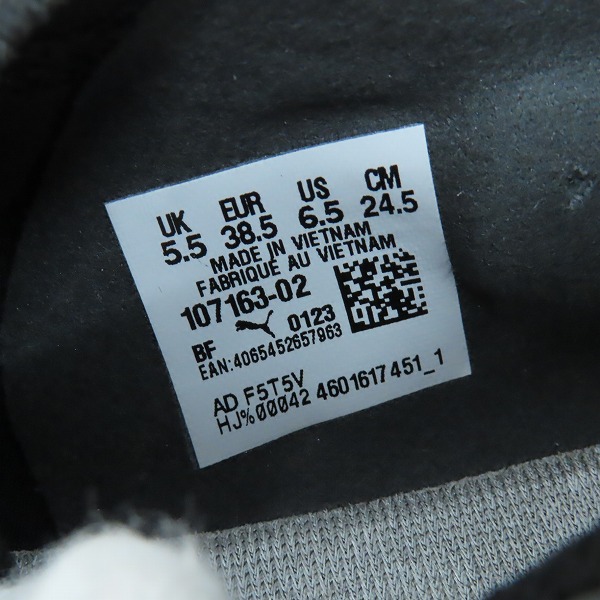 UK EUR US CM
5.5 38.5 6.5 24.5
MADE IN VIETNAM
FABRIQUE AU VIETNAM
107163-02
BF 0123
EAN:4065452657963
AD F5T5V
HJ%00042 4601617451_1